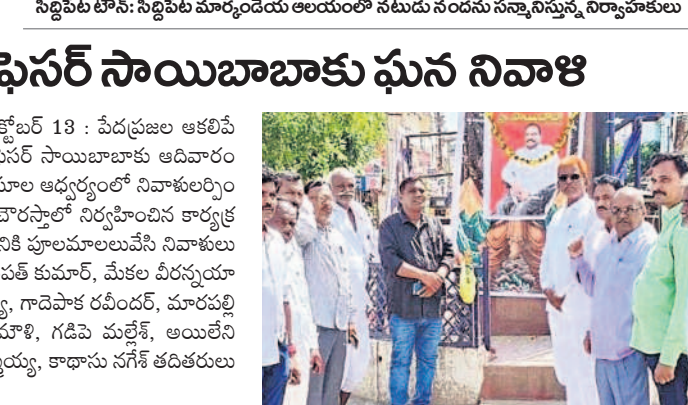 సిద్దిపేట టౌన్: సిద్దిపేట మార్కండేయ ఆలయంలో నటుడు నందను సన్మానిస్తున్న నిర్వాహకులు
ఫెసర్ సాయిబాబాకు ఘన నివాళి
క్టోబర్ 13 : పేదప్రజల ఆకలిపే
సర్ సాయిబాబాకు ఆదివారం
ఘాల ఆధ్వర్యంలో నివాళులర్పిం
చౌరస్తాలో నిర్వహించిన కార్యక్ర
నికి పూలమాలలువేసి నివాళులు
పత్ కుమార్, మేకల వీరన్నయా
గాదెపాక రవీందర్, మారపల్లి
మౌళి, గడిపె మల్లేశ్, అయిలేని
య్య, కాథాసు నగేశ్ తదితరులు